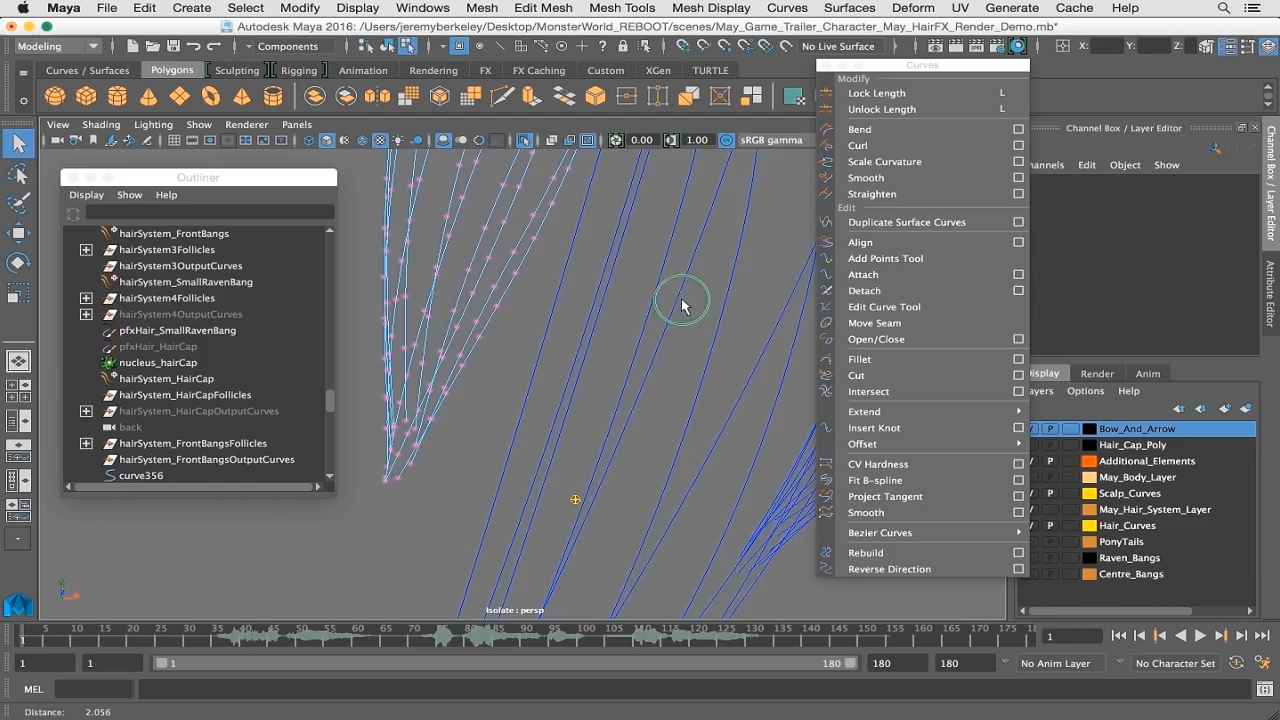 Maya File Edit Create Select Modify Display Windows Mesh Edit Mesh Mesh Tools Mesh Display Curves Surfaces Deform UV Generate Cache Help
Autodesk Maya 2016: /Users/jeremyberkeley/Desktop/MonsterWorld_REBOOT/scenes/May_Game_Trailer_Character_May_HairFX_Render_Demo.mb*
Modeling Components No Live Surface X: Y: Z:
Curves / Surfaces Polygons Sculpting Rigging Animation Rendering FX FX Caching Custom XGen TURTLE
View Shading Lighting Show Renderer Panels
0.00 1.00 sRGB gamma
Outliner
Display Show Help
hairSystem_FrontBangs
hairSystem3Follicles
hairSystem3OutputCurves
hairSystem_SmallRavenBang
hairSystem4Follicles
hairSystem4OutputCurves
pfxHair_SmallRavenBang
pfxHair_HairCap
nucleus_hairCap
hairSystem_HairCap
hairSystem_HairCapFollicles
hairSystem_HairCapOutputCurves
back
hairSystem_FrontBangsFollicles
hairSystem_FrontBangsOutputCurves
curve356
Curves
Modify
Lock Length L
Unlock Length L
Bend
Curl
Scale Curvature
Smooth
Straighten
Edit
Duplicate Surface Curves
Align
Add Points Tool
Attach
Detach
Edit Curve Tool
Move Seam
Open/Close
Fillet
Cut
Intersect
Extend
Insert Knot
Offset
CV Hardness
Fit B-spline
Project Tangent
Smooth
Bezier Curves
Rebuild
Reverse Direction
Channel Box / Layer Editor
nannels Edit Object Show
Channel Box / Layer Editor
Attribute Editor
Display Render Anim
ayers Options Help
P Bow_And_Arrow
Hair_Cap_Poly
Additional_Elements
May_Body_Layer
P Scalp_Curves
May_Hair_System_Layer
P Hair_Curves
PonyTails
Raven_Bangs
Centre_Bangs
Isolate : persp
1 5 10 15 20 25 30 35 40 45 50 55 60 65 70 75 80 85 90 95 100 105 110 115 120 125 130 135 140 145 150 155 160 165 170 175 18 1
1 1 1 180 180 180 No Anim Layer No Character Set
MEL
Distance: 2.056